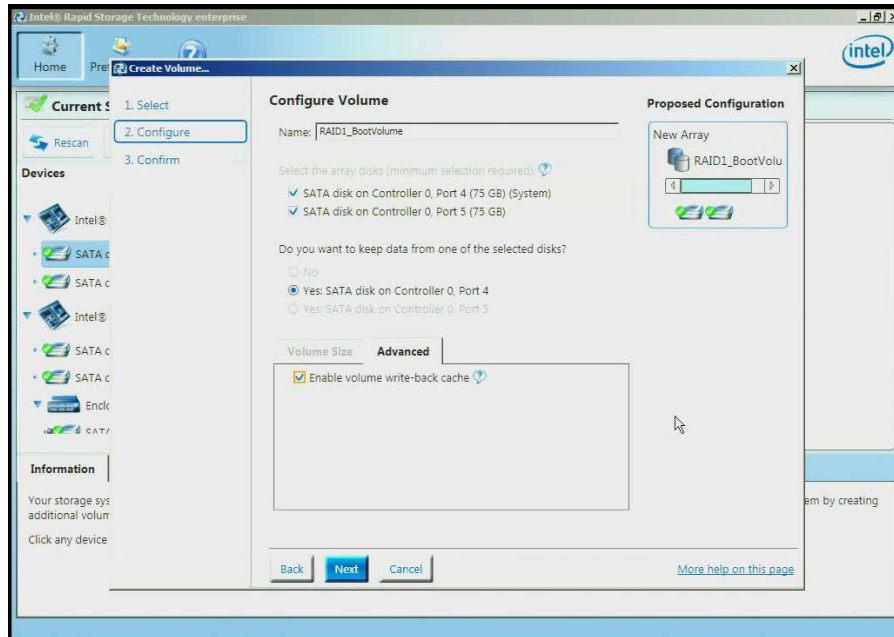 Intel® Rapid Storage Technology enterprise
Home
intel
Create Volume...
1. Select
2. Configure
3. Confirm
Configure Volume
Name: RAID1_BootVolume
Select the array disks (minimum selection required):
SATA disk on Controller 0, Port 4 (75 GB) (System)
SATA disk on Controller 0, Port 5 (75 GB)
Do you want to keep data from one of the selected disks?
No
Yes: SATA disk on Controller 0, Port 4
Yes: SATA disk on Controller 0, Port 5
Volume Size
Advanced
Enable volume write-back cache
Back
Next
Cancel
More help on this page
Proposed Configuration
New Array
RAID1_BootVolu
Current S
Rescan
Devices
Intel®
SATA
SATA
Intel®
SATA
SATA
Enclo
SATA
Information
Your storage sys
em by creating
additional volum
Click any device